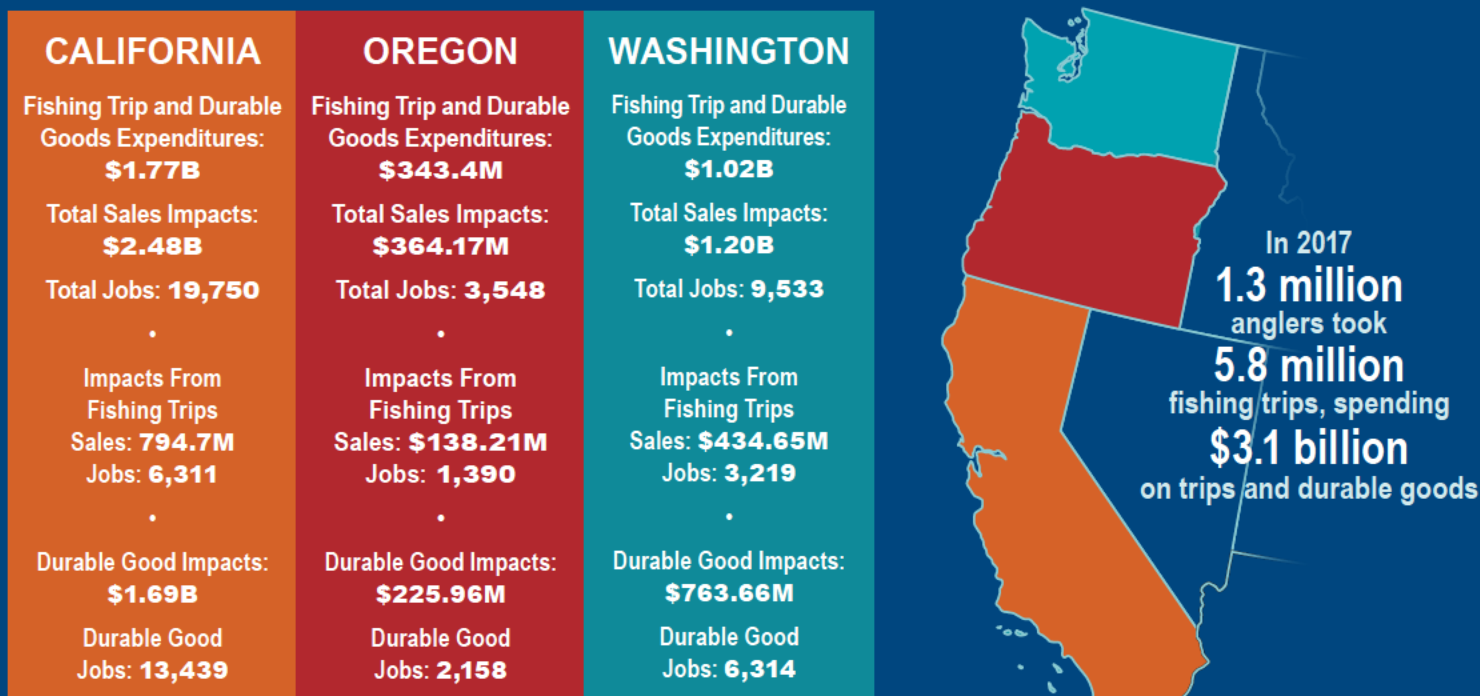 CALIFORNIA
Fishing Trip and Durable
Goods Expenditures:
$1.77B
Total Sales Impacts:
$2.48B
Total Jobs: 19,750
•
Impacts From
Fishing Trips
Sales: 794.7M
Jobs: 6,311
•
Durable Good Impacts:
$1.69B
Durable Good
Jobs: 13,439
OREGON
Fishing Trip and Durable
Goods Expenditures:
$343.4M
Total Sales Impacts:
$364.17M
Total Jobs: 3,548
•
Impacts From
Fishing Trips
Sales: $138.21M
Jobs: 1,390
•
Durable Good Impacts:
$225.96M
Durable Good
Jobs: 2,158
WASHINGTON
Fishing Trip and Durable
Goods Expenditures:
$1.02B
Total Sales Impacts:
$1.20B
Total Jobs: 9,533
•
Impacts From
Fishing Trips
Sales: $434.65M
Jobs: 3,219
•
Durable Good Impacts:
$763.66M
Durable Good
Jobs: 6,314
In 2017
1.3 million
anglers took
5.8 million
fishing trips, spending
$3.1 billion
on trips and durable goods